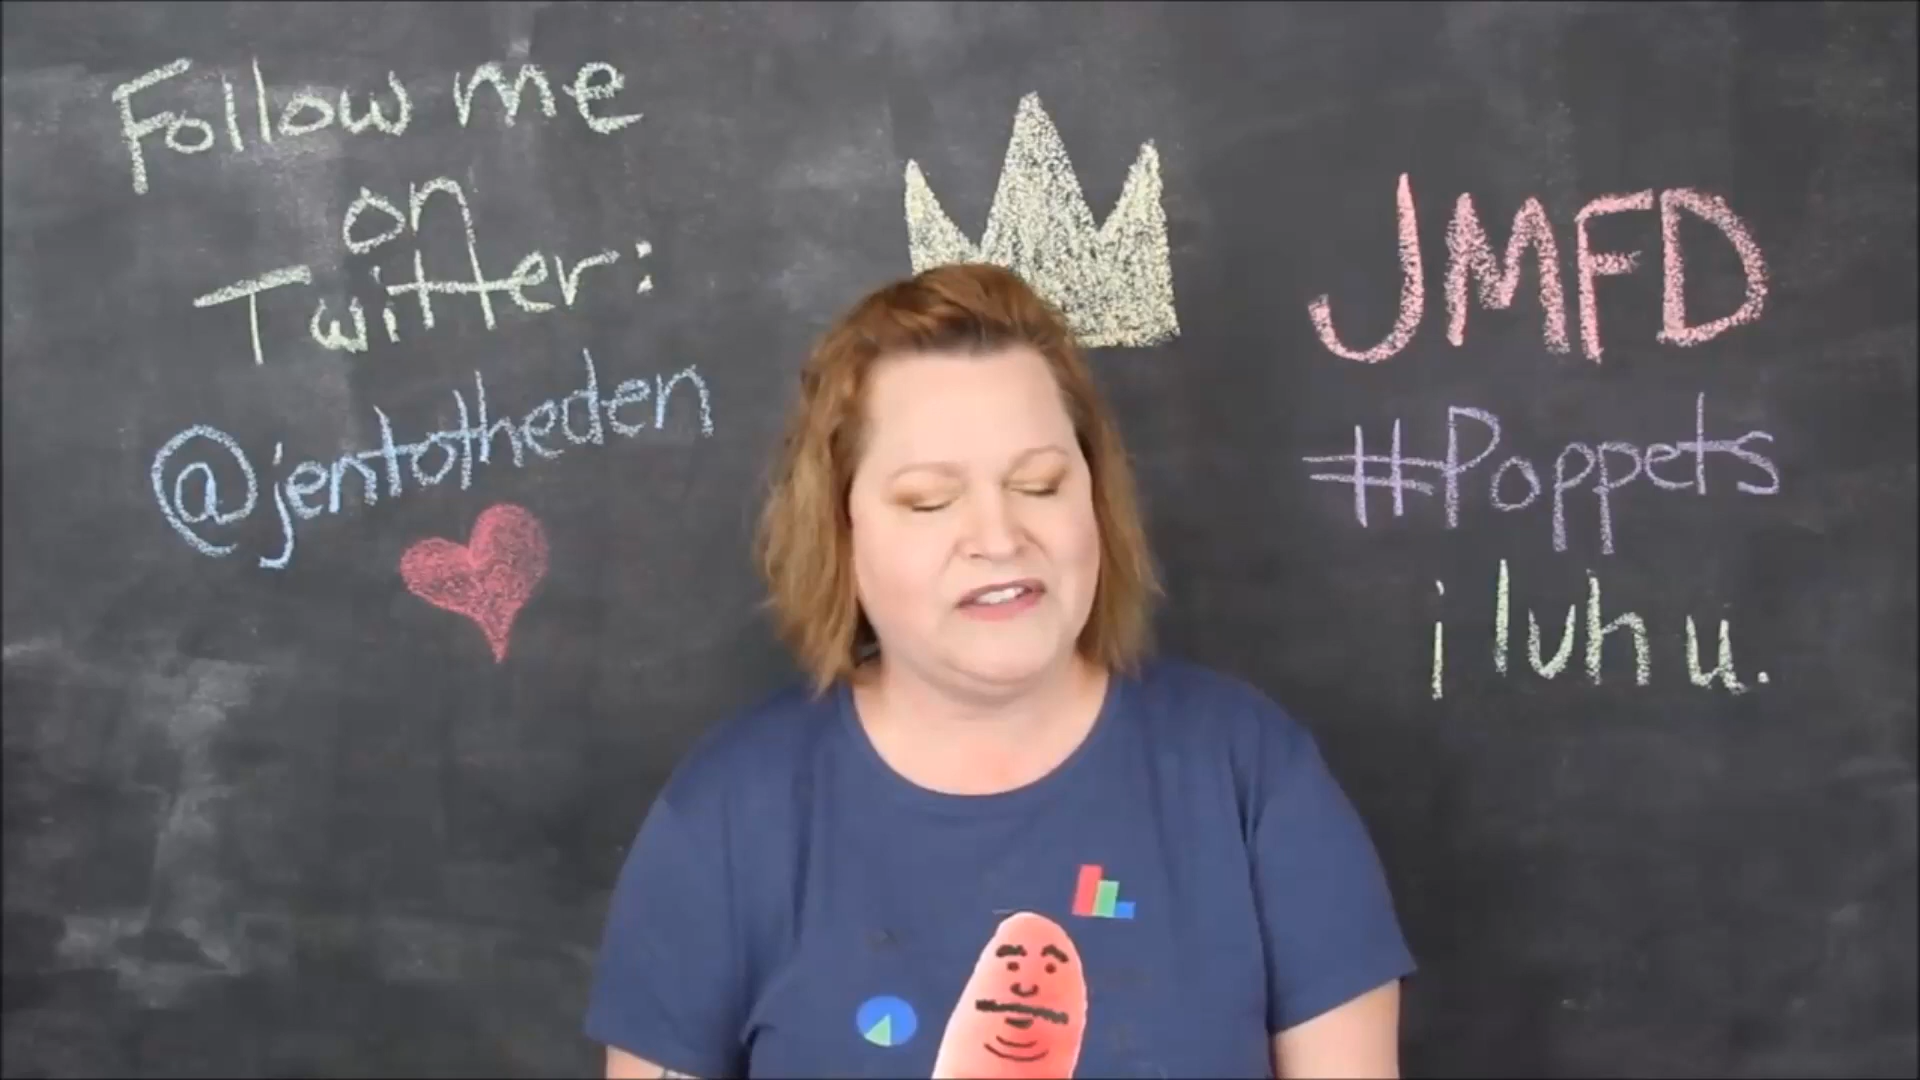 Follow me
on
Twitter:
@jentotheden
JMFD
#Poppets
i luh u.